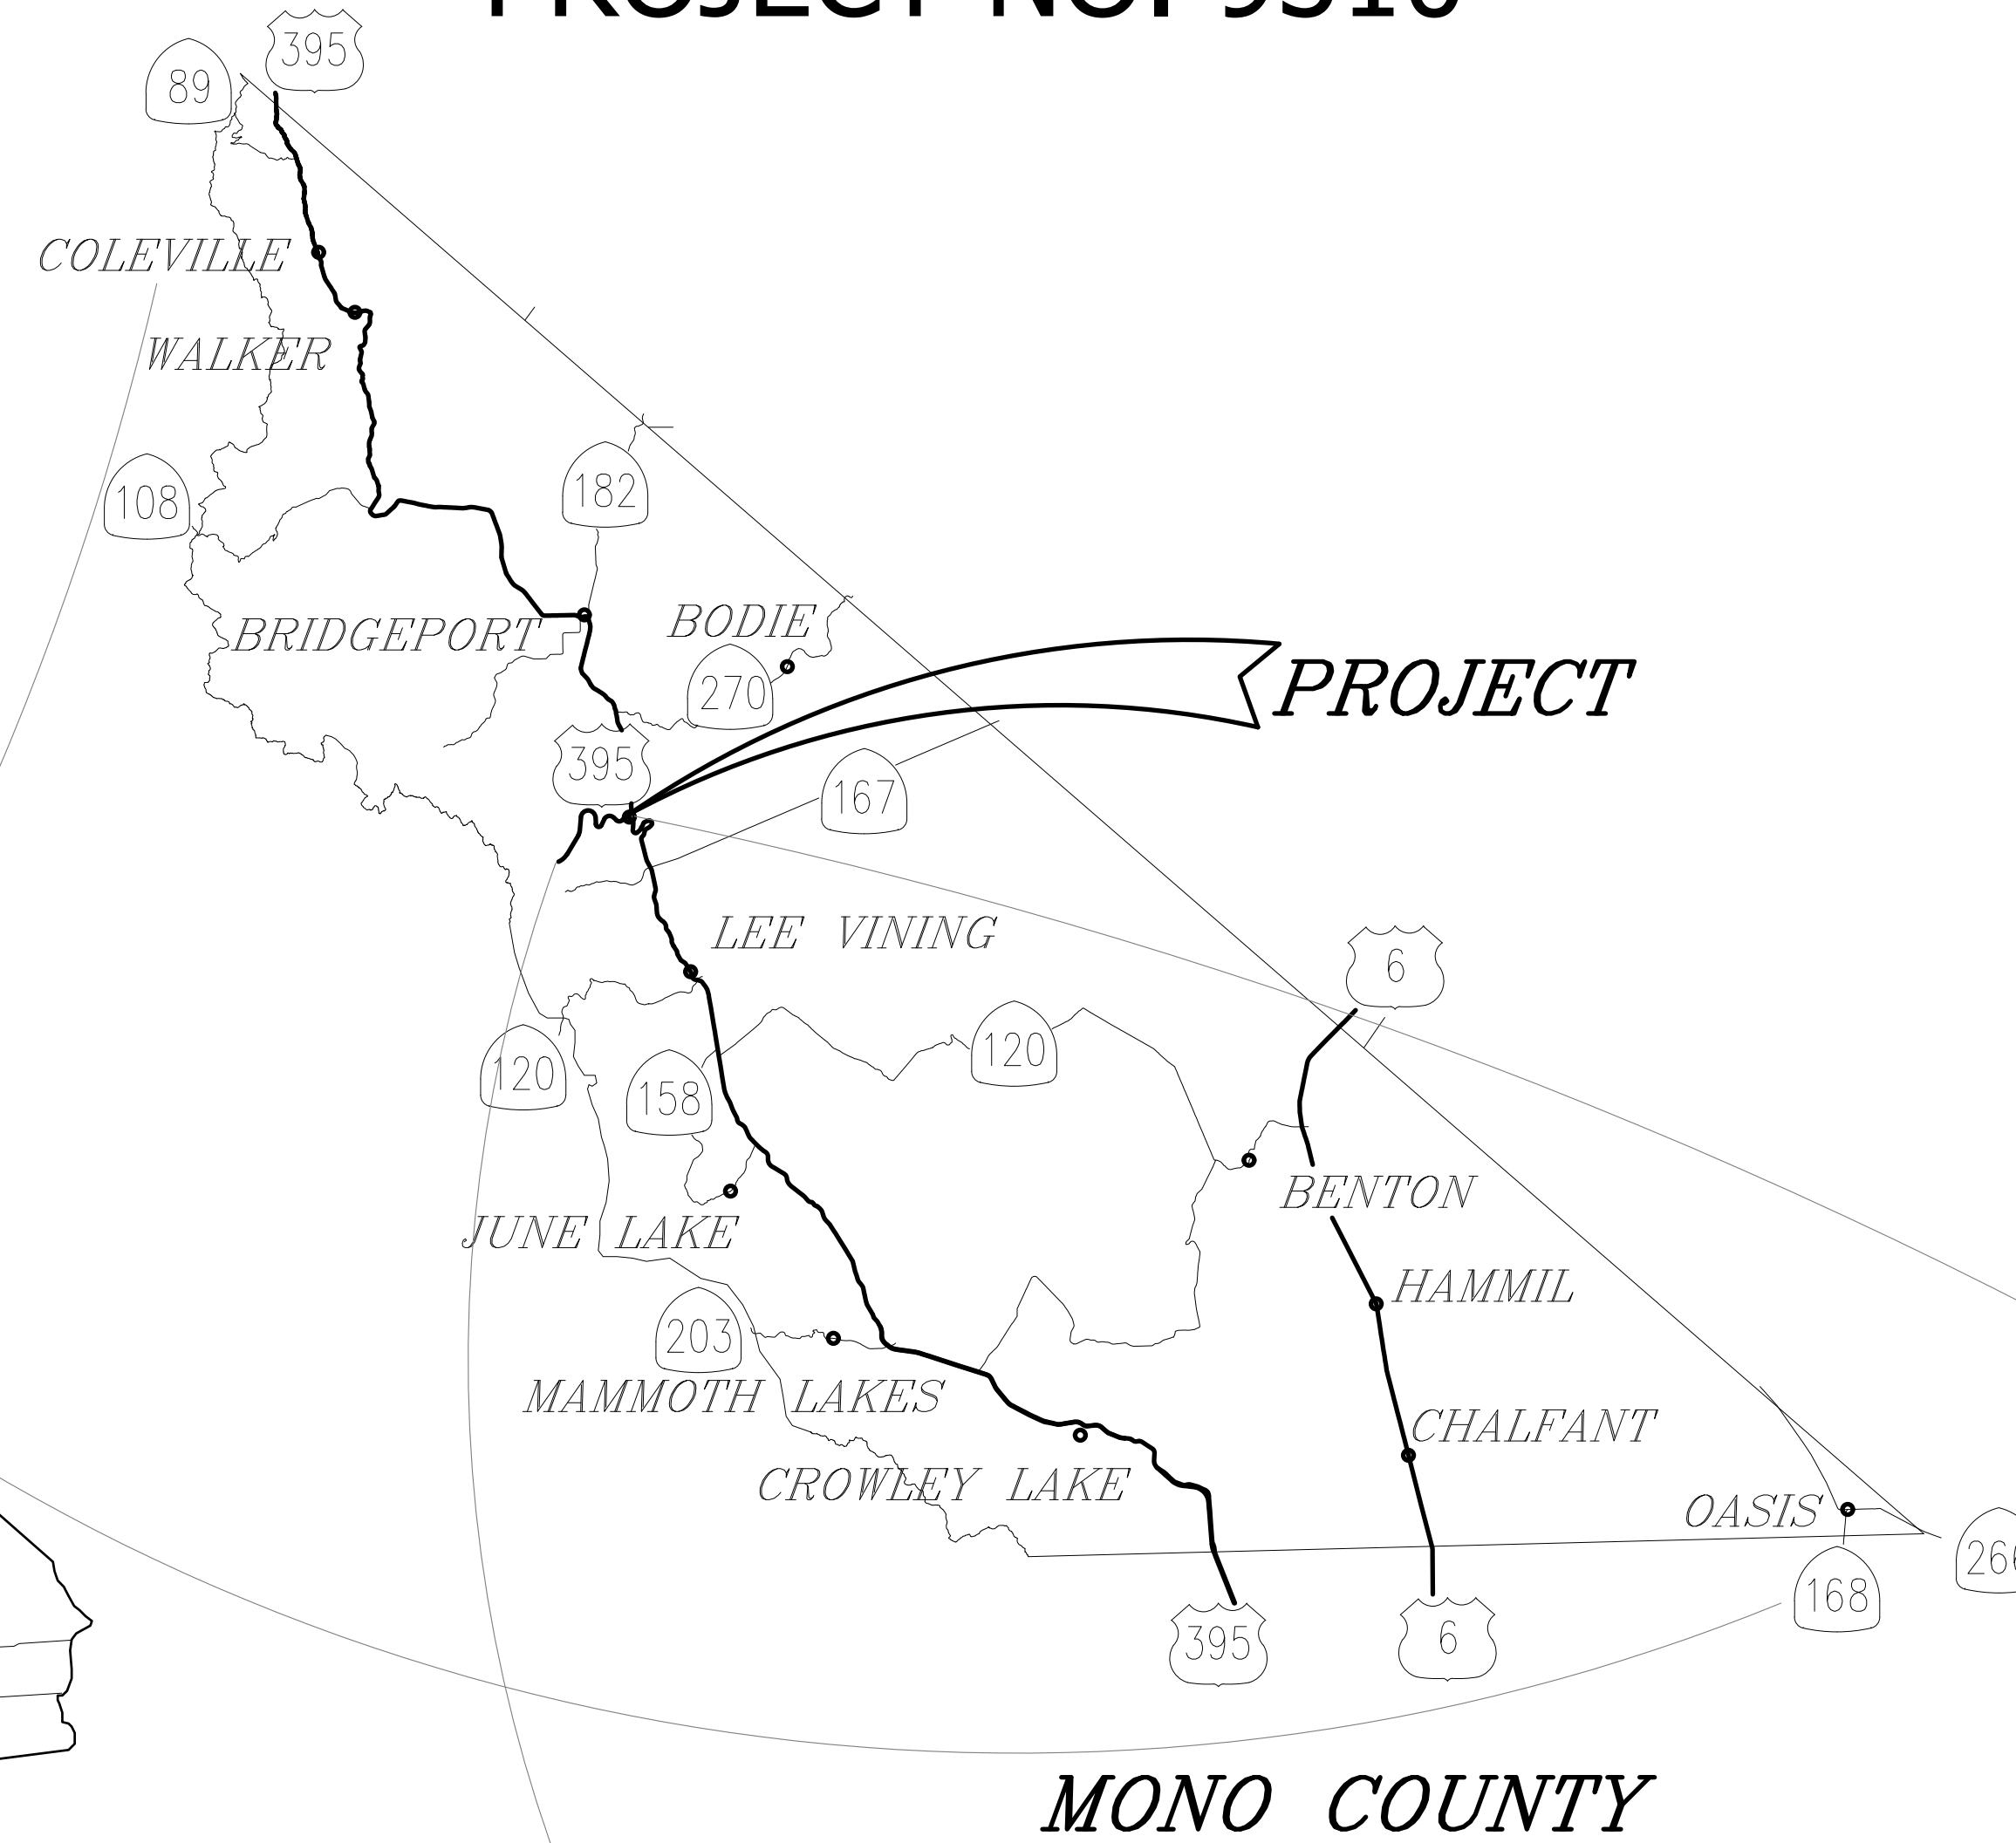 395
89
COLEVILLE
WALKER
108
182
BRIDGEPORT
BODIE
270
PROJECT
395
167
LEE VINING
6
120
120
158
BENTON
JUNE LAKE
HAMMIL
203
MAMMOTH LAKES
CHALFANT
CROWLEY LAKE
OASIS
168
395
6
MONO COUNTY